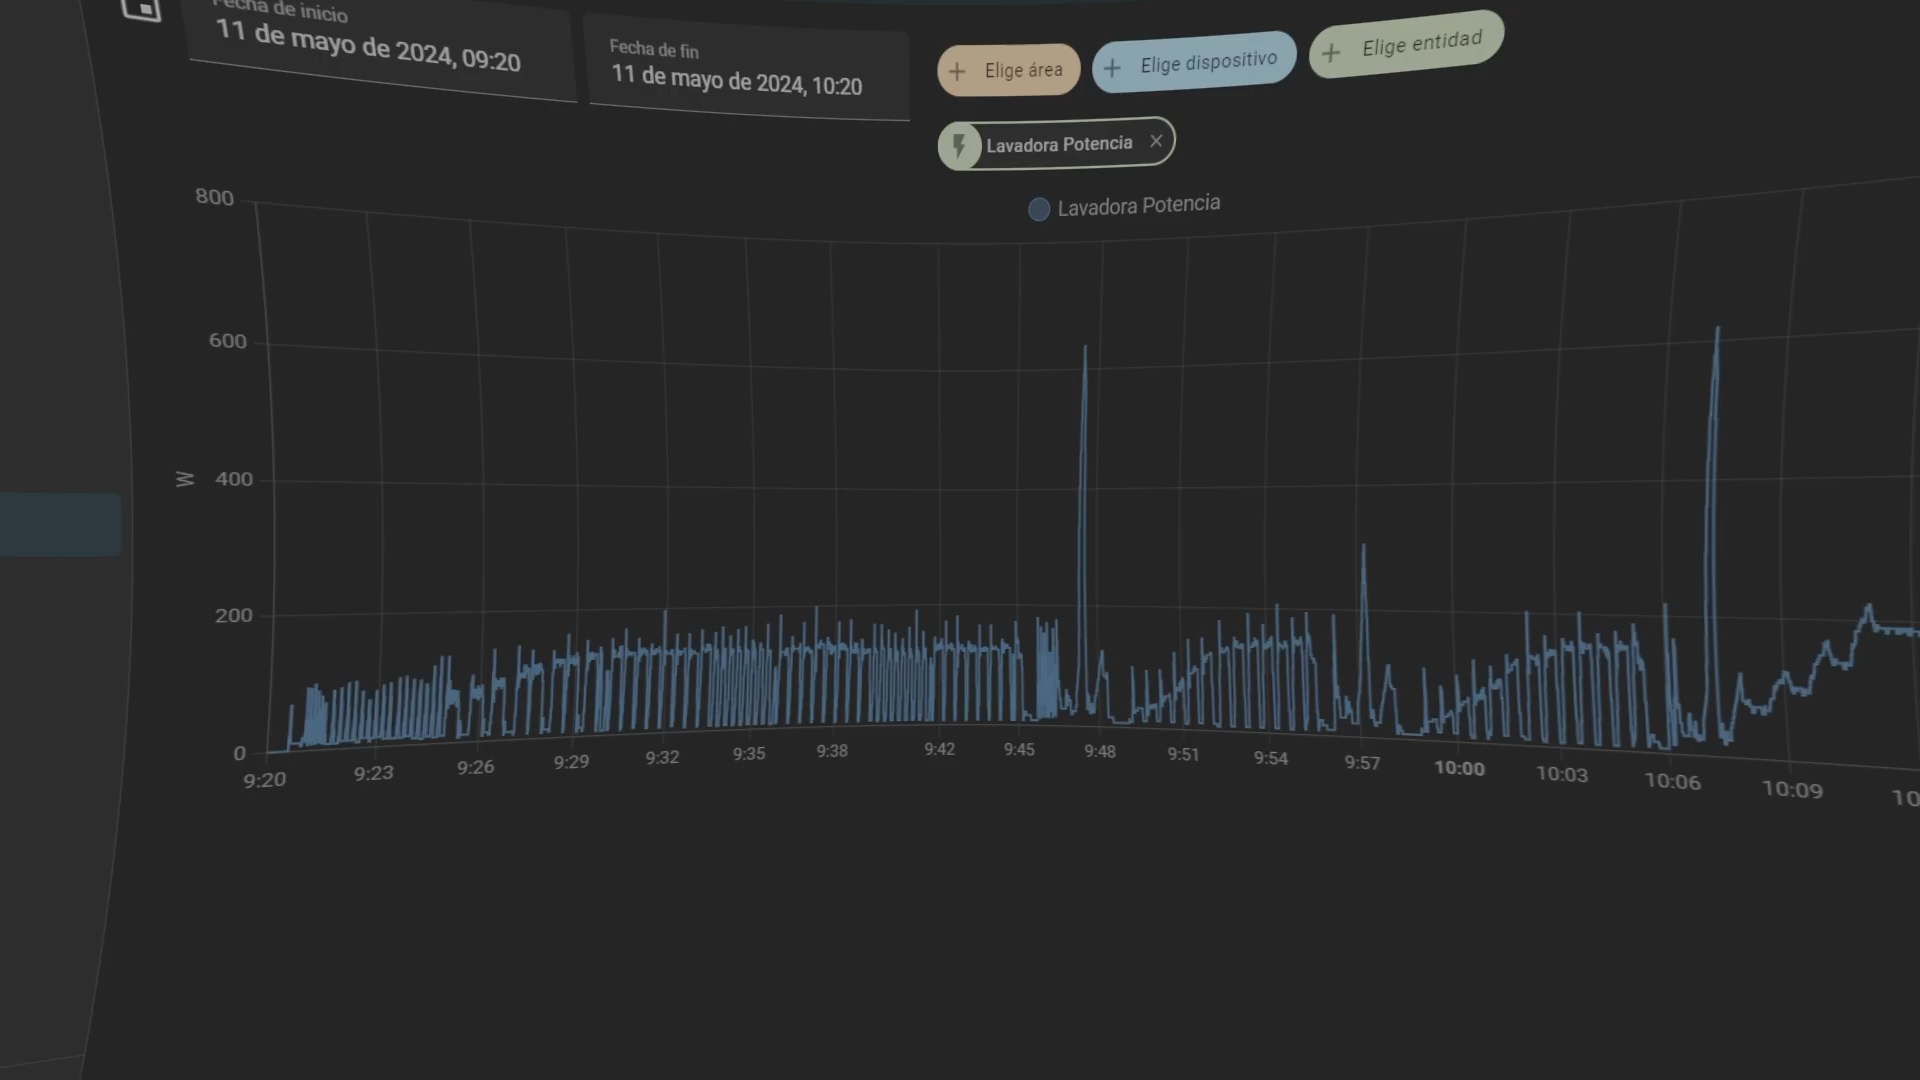 Fecha de inicio
11 de mayo de 2024, 09:20
Fecha de fin
11 de mayo de 2024, 10:20
Elige área
Elige dispositivo
Elige entidad
Lavadora Potencia
Lavadora Potencia
800
600
W
400
200
0
9:20
9:23
9:26
9:29
9:32
9:35
9:38
9:42
9:45
9:48
9:51
9:54
9:57
10:00
10:03
10:06
10:09
10